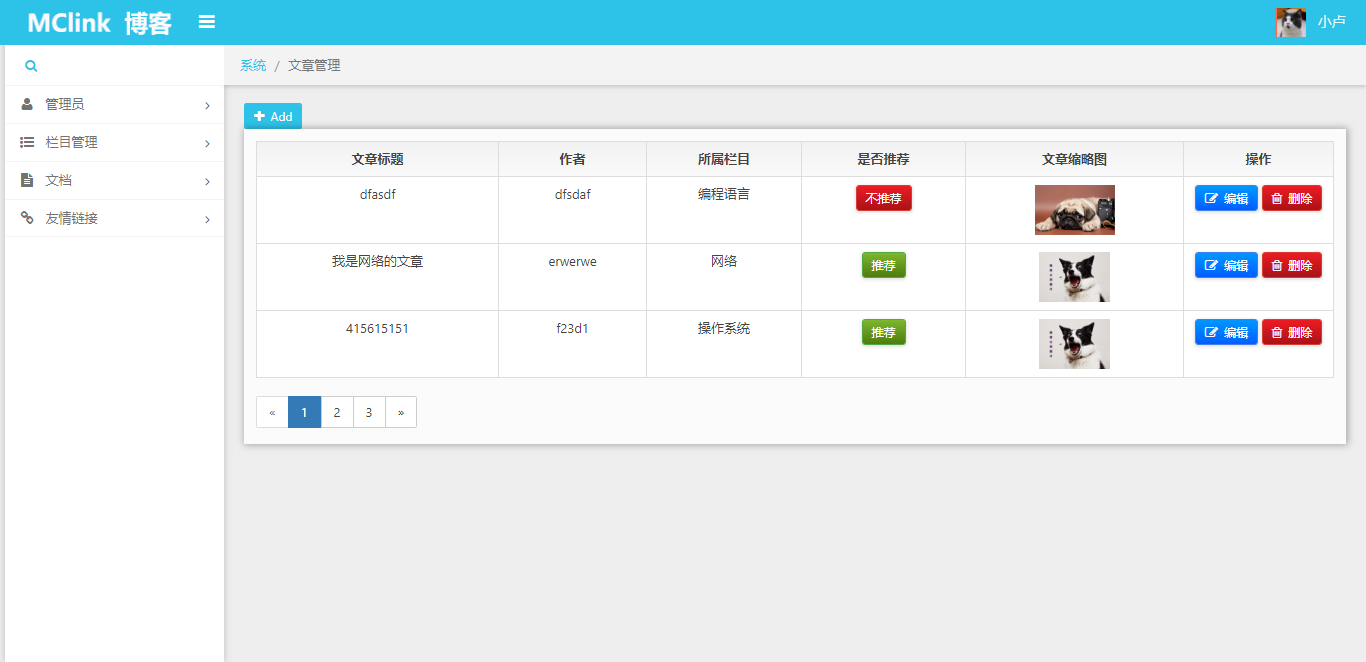 MClink 博客
小卢
系统 / 文章管理
管理员
栏目管理
文档
友情链接
Add
文章标题 作者 所属栏目 是否推荐 文章缩略图 操作
dfasdf dfsdaf 编程语言 不推荐 编辑 删除
我是网络的文章 erwerwe 网络 推荐 编辑 删除
415615151 f23d1 操作系统 推荐 编辑 删除
« 1 2 3 »